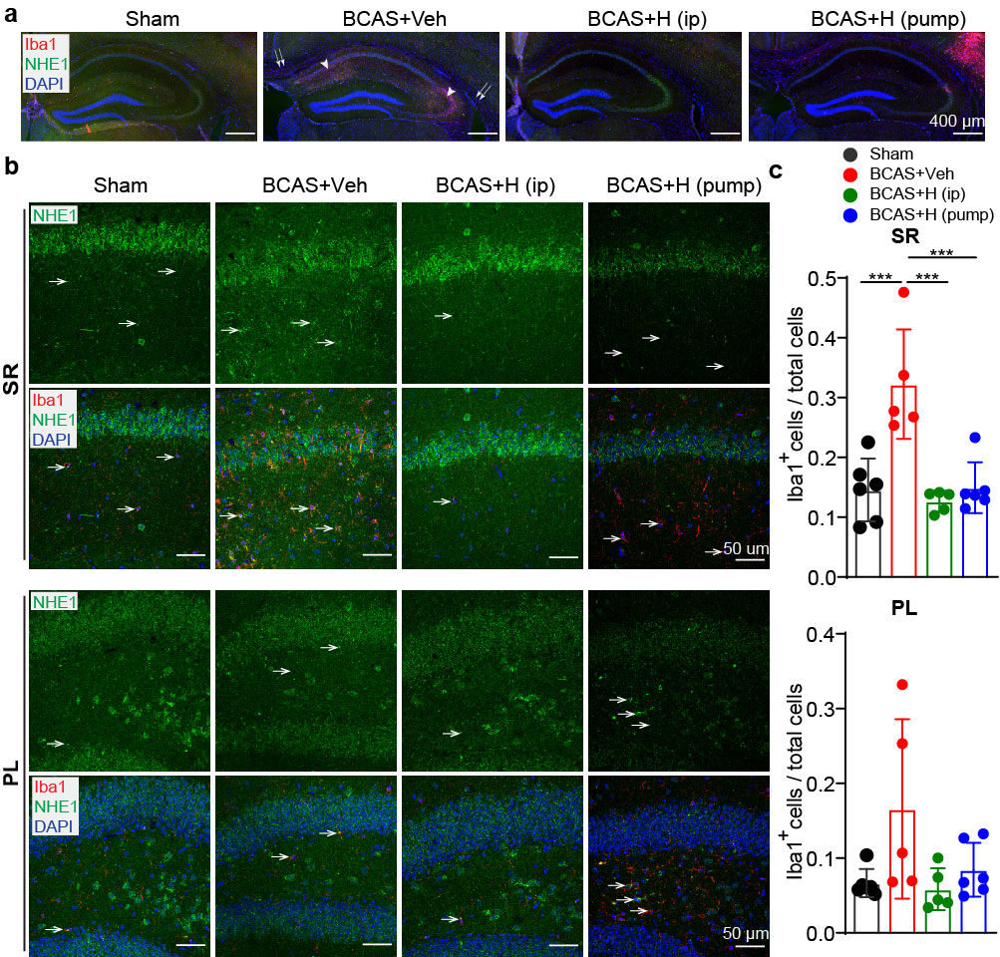 a
Sham
BCAS+Veh
BCAS+H (ip)
BCAS+H (pump)
Iba1
NHE1
DAPI
400 µm
b
Sham
BCAS+Veh
BCAS+H (ip)
BCAS+H (pump)
SR
NHE1
Iba1
NHE1
DAPI
50 um
PL
NHE1
Iba1
NHE1
DAPI
50 µm
c
Sham
BCAS+Veh
BCAS+H (ip)
BCAS+H (pump)
SR
***
*** ***
Iba1+ cells / total cells
0.5
0.4
0.3
0.2
0.1
0.0
PL
Iba1+ cells / total cells
0.4
0.3
0.2
0.1
0.0